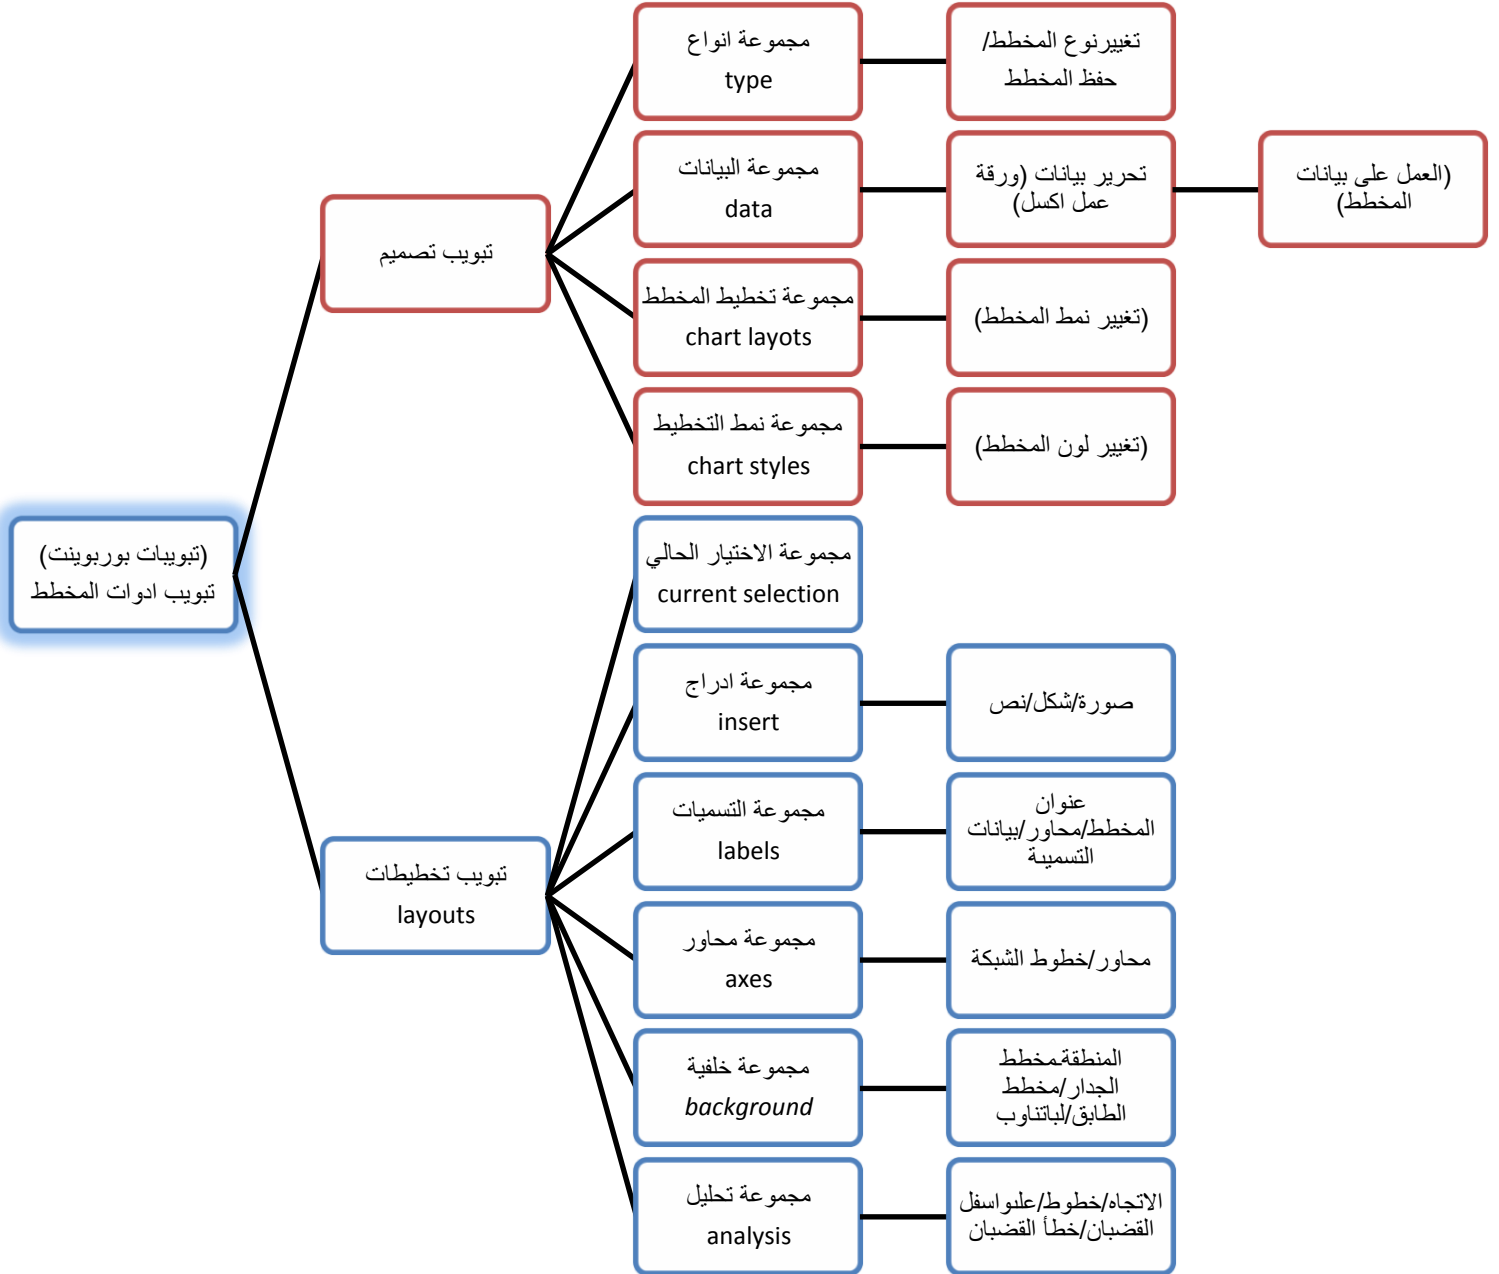 (تبويبات بوربوينت)
تبويب ادوات المخطط
تبويب تصميم
مجموعة انواع
type
تغييرنوع المخطط/
حفظ المخطط
مجموعة البيانات
data
تحرير بيانات (ورقة
عمل اكسل)
(العمل على بيانات
المخطط)
مجموعة تخطيط المخطط
chart layots
(تغيير نمط المخطط)
مجموعة نمط التخطيط
chart styles
(تغيير لون المخطط)
تبويب تخطيطات
layouts
مجموعة الاختيار الحالي
current selection
مجموعة ادراج
insert
صورة/شكل/نص
مجموعة التسميات
labels
عنوان
المخطط/محاور/بيانات
التسميىة
مجموعة محاور
axes
محاور/خطوط الشبكة
مجموعة خلفية
background
المنطقةـمخطط
الجدار/مخطط
الطابق/لباتناوب
مجموعة تحليل
analysis
الاتجاه/خطوط/علىواسفل
القضبان/خطأ القضبان